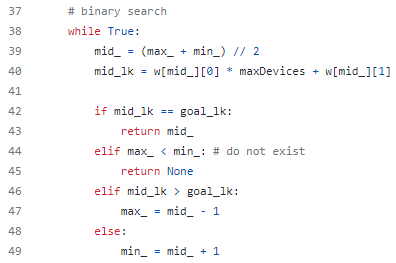 37 # binary search
38 while True:
39 mid_ = (max_ + min_) // 2
40 mid_lk = w[mid_][0] * maxDevices + w[mid_][1]
41
42 if mid_lk == goal_lk:
43 return mid_
44 elif max_ < min_: # do not exist
45 return None
46 elif mid_lk > goal_lk:
47 max_ = mid_ - 1
48 else:
49 min_ = mid_ + 1